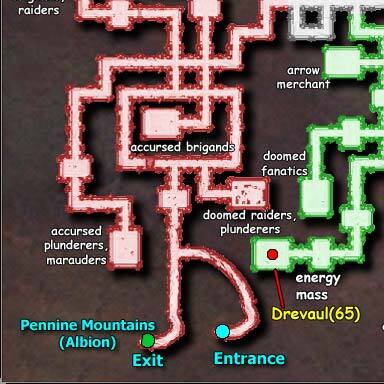 raiders
arrow
merchant
accursed brigands
doomed
fanatics
doomed raiders,
plunderers
accursed
plunderers,
marauders
energy
mass
Drevaul(65)
Pennine Mountains
(Albion)
Exit
Entrance